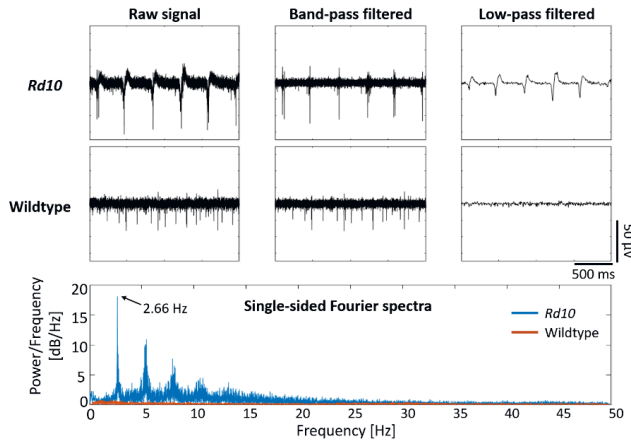 Raw signal Band-pass filtered Low-pass filtered
Rd10
Wildtype
50 µV
500 ms
Single-sided Fourier spectra
2.66 Hz
Rd10
Wildtype
Power/Frequency
[dB/Hz]
20
15
10
5
0
0 5 10 15 20 25 30 35 40 45 50
Frequency [Hz]